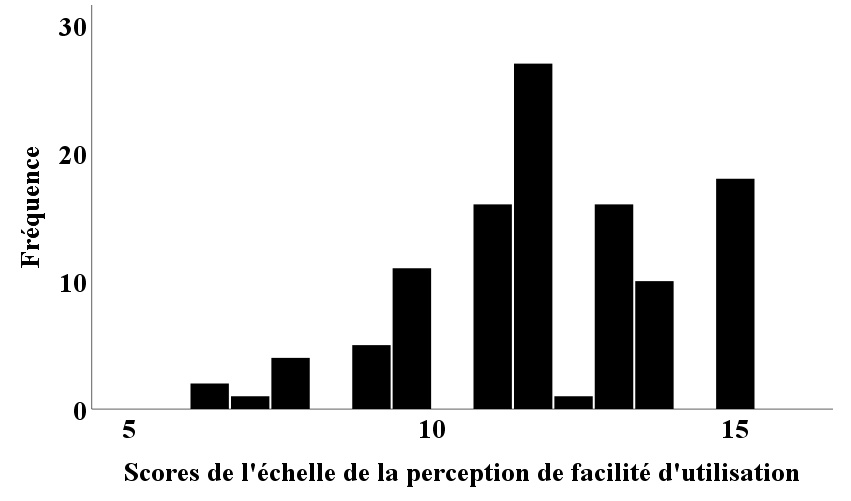 30
20
10
0
Fréquence
5 10 15
Scores de l'échelle de la perception de facilité d'utilisation